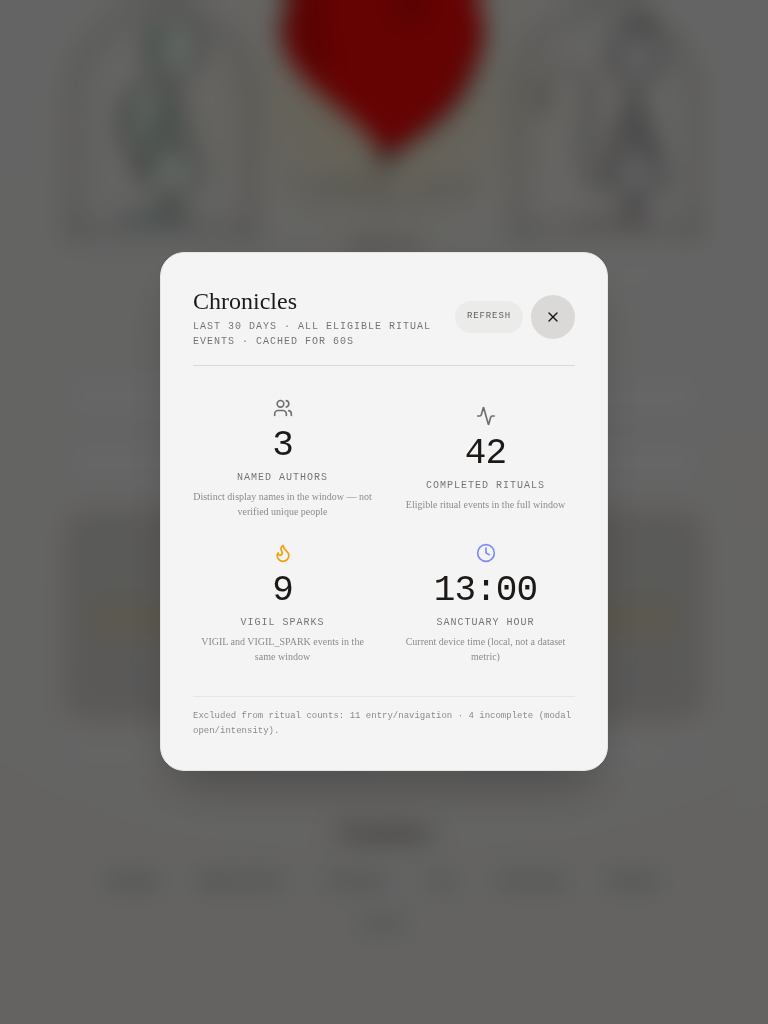 Chronicles
LAST 30 DAYS · ALL ELIGIBLE RITUAL
EVENTS · CACHED FOR 60S
REFRESH
3
NAMED AUTHORS
Distinct display names in the window — not
verified unique people
42
COMPLETED RITUALS
Eligible ritual events in the full window
9
VIGIL SPARKS
VIGIL and VIGIL_SPARK events in the
same window
13:00
SANCTUARY HOUR
Current device time (local, not a dataset
metric)
Excluded from ritual counts: 11 entry/navigation · 4 incomplete (modal
open/intensity).